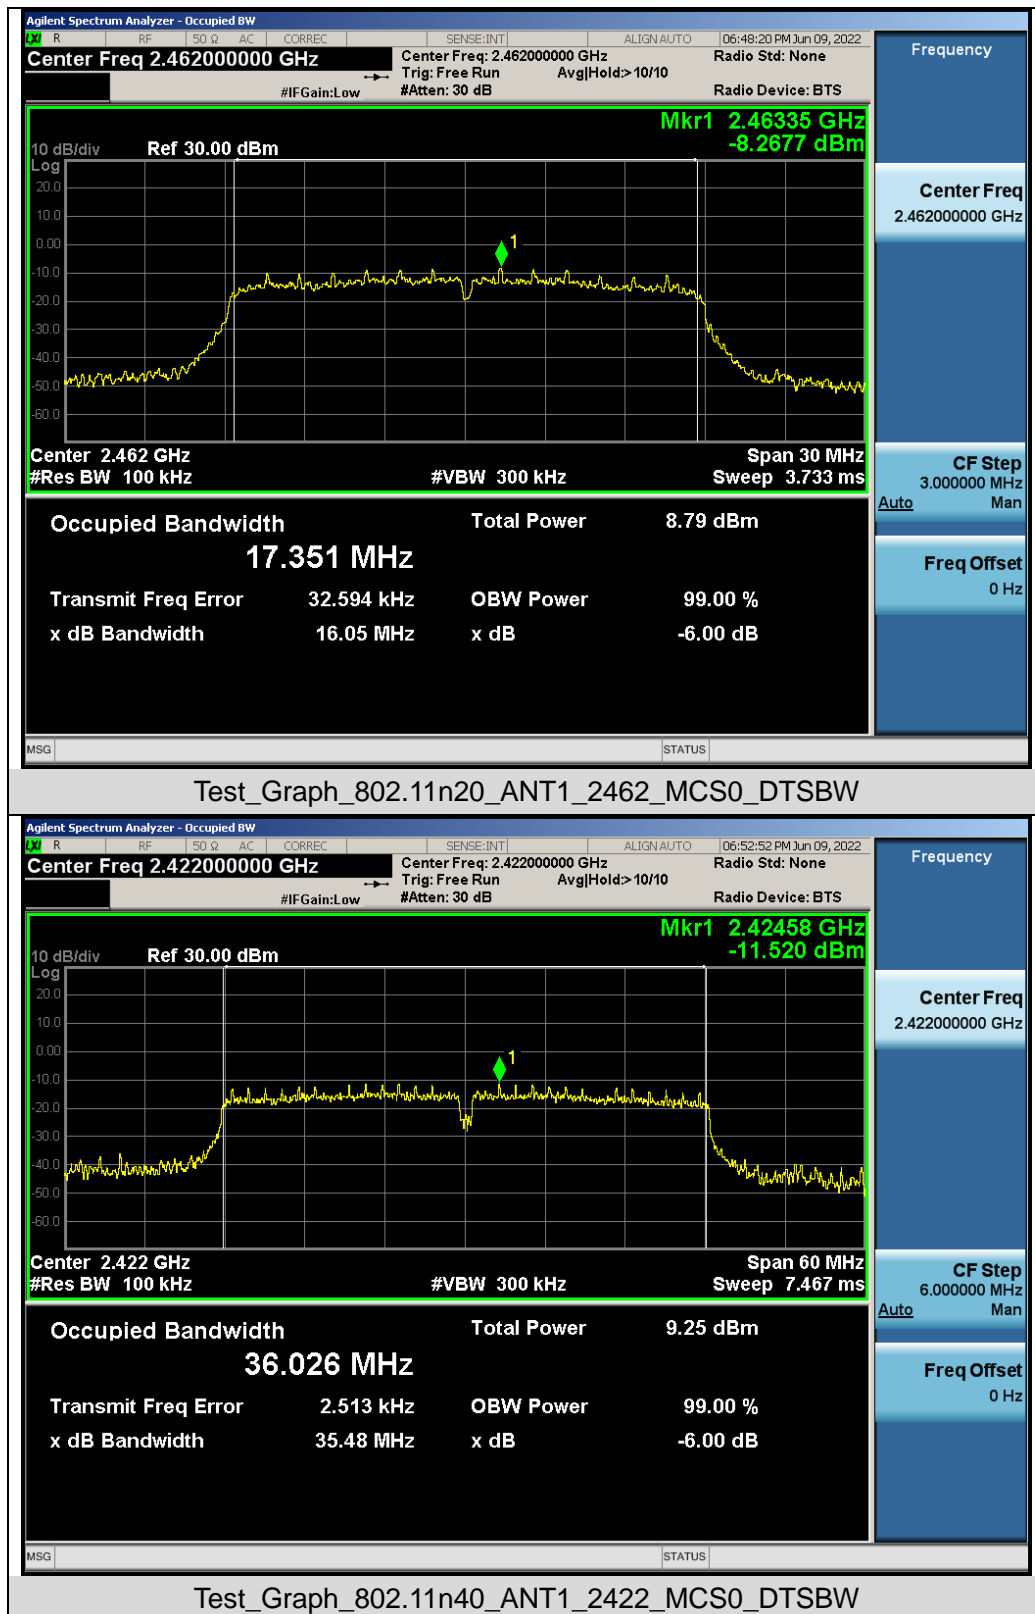 Agilent Spectrum Analyzer - Occupied BW
LXI R RF 50 Ω AC CORREC SENSE:INT ALIGN AUTO 06:48:20 PM Jun 09, 2022
Center Freq 2.462000000 GHz Center Freq: 2.462000000 GHz Radio Std: None
Trig: Free Run Avg|Hold:>10/10
#IFGain:Low #Atten: 30 dB Radio Device: BTS
Frequency
Mkr1 2.46335 GHz
-8.2677 dBm
10 dB/div Ref 30.00 dBm
Log
20.0
10.0
0.00
-10.0
-20.0
-30.0
-40.0
-50.0
-60.0
1
Center Freq
2.462000000 GHz
Center 2.462 GHz Span 30 MHz
#Res BW 100 kHz #VBW 300 kHz Sweep 3.733 ms
CF Step
3.000000 MHz
Auto Man
Freq Offset
0 Hz
Occupied Bandwidth Total Power 8.79 dBm
17.351 MHz
Transmit Freq Error 32.594 kHz OBW Power 99.00 %
x dB Bandwidth 16.05 MHz x dB -6.00 dB
MSG STATUS
Test_Graph_802.11n20_ANT1_2462_MCS0_DTSBW
Agilent Spectrum Analyzer - Occupied BW
LXI R RF 50 Ω AC CORREC SENSE:INT ALIGN AUTO 06:52:52 PM Jun 09, 2022
Center Freq 2.422000000 GHz Center Freq: 2.422000000 GHz Radio Std: None
Trig: Free Run Avg|Hold:>10/10
#IFGain:Low #Atten: 30 dB Radio Device: BTS
Frequency
Mkr1 2.42458 GHz
-11.520 dBm
10 dB/div Ref 30.00 dBm
Log
20.0
10.0
0.00
-10.0
-20.0
-30.0
-40.0
-50.0
-60.0
1
Center Freq
2.422000000 GHz
Center 2.422 GHz Span 60 MHz
#Res BW 100 kHz #VBW 300 kHz Sweep 7.467 ms
CF Step
6.000000 MHz
Auto Man
Freq Offset
0 Hz
Occupied Bandwidth Total Power 9.25 dBm
36.026 MHz
Transmit Freq Error 2.513 kHz OBW Power 99.00 %
x dB Bandwidth 35.48 MHz x dB -6.00 dB
MSG STATUS
Test_Graph_802.11n40_ANT1_2422_MCS0_DTSBW